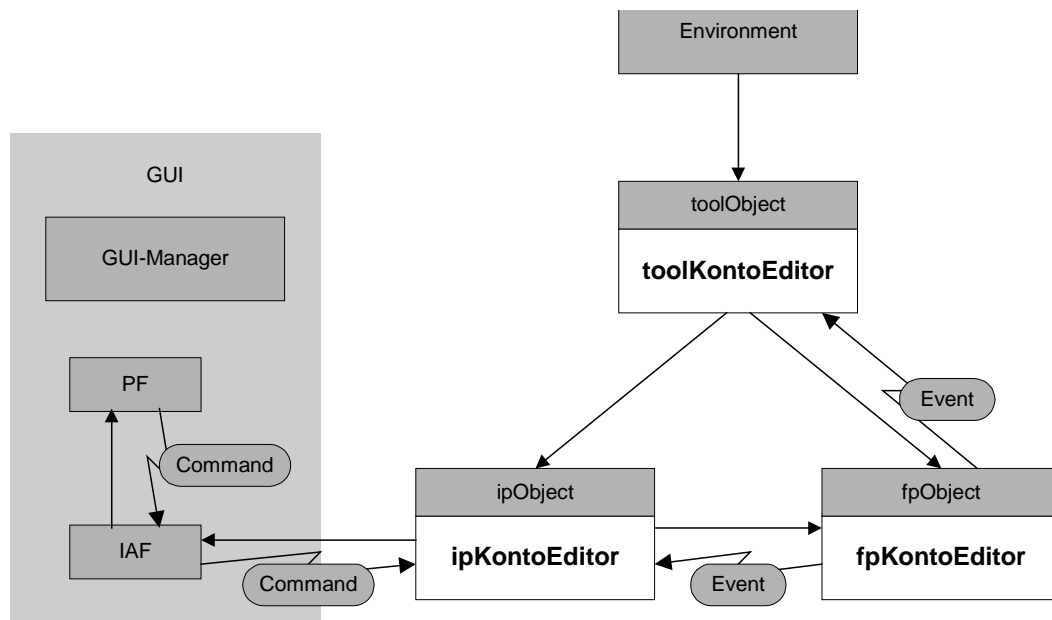 Environment
GUI
toolObject
GUI-Manager
toolKontoEditor
PF
Event
Command
ipObject
fpObject
IAF
ipKontoEditor
fpKontoEditor
Command
Event